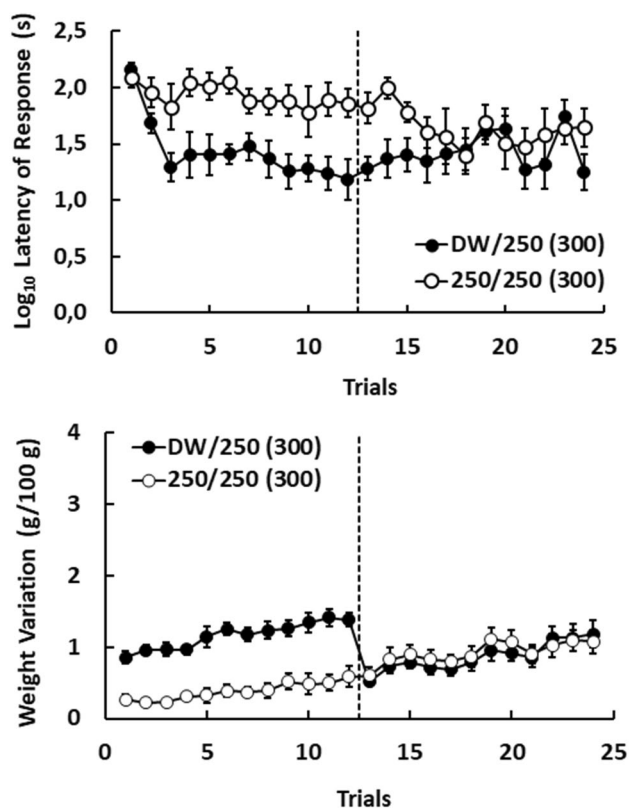 Log₁₀ Latency of Response (s)
2,5
2,0
1,5
1,0
0,5
0,0
DW/250 (300)
250/250 (300)
0 5 10 15 20 25
Trials
Weight Variation (g/100 g)
DW/250 (300)
250/250 (300)
4
3
2
1
0
0 5 10 15 20 25
Trials